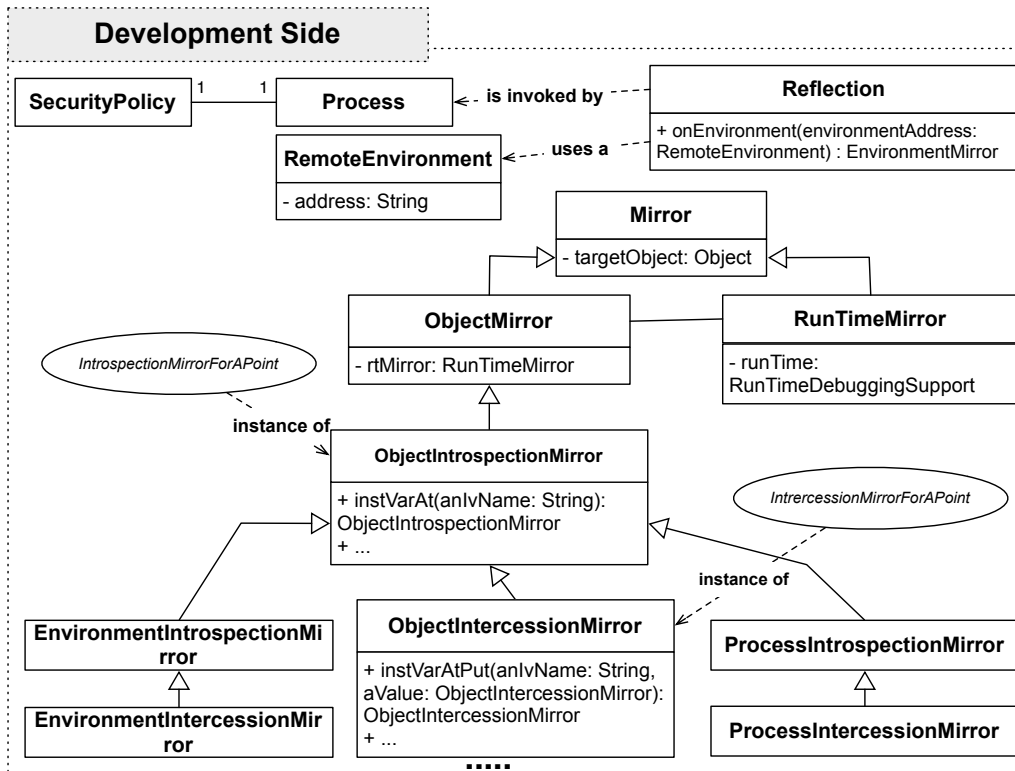 Development Side
SecurityPolicy
1
1
Process
is invoked by
Reflection
+ onEnvironment(environmentAddress:
RemoteEnvironment) : EnvironmentMirror
RemoteEnvironment
- address: String
uses a
Mirror
- targetObject: Object
ObjectMirror
- rtMirror: RunTimeMirror
RunTimeMirror
- runTime:
RunTimeDebuggingSupport
IntrospectionMirrorForAPoint
instance of
ObjectIntrospectionMirror
+ instVarAt(anIvName: String):
ObjectIntrospectionMirror
+ ...
IntrercessionMirrorForAPoint
instance of
EnvironmentIntrospectionMi
rror
EnvironmentIntercessionMir
ror
ObjectIntercessionMirror
+ instVarAtPut(anIvName: String,
aValue: ObjectIntercessionMirror):
ObjectIntercessionMirror
+ ...
ProcessIntrospectionMirror
ProcessIntercessionMirror
.....